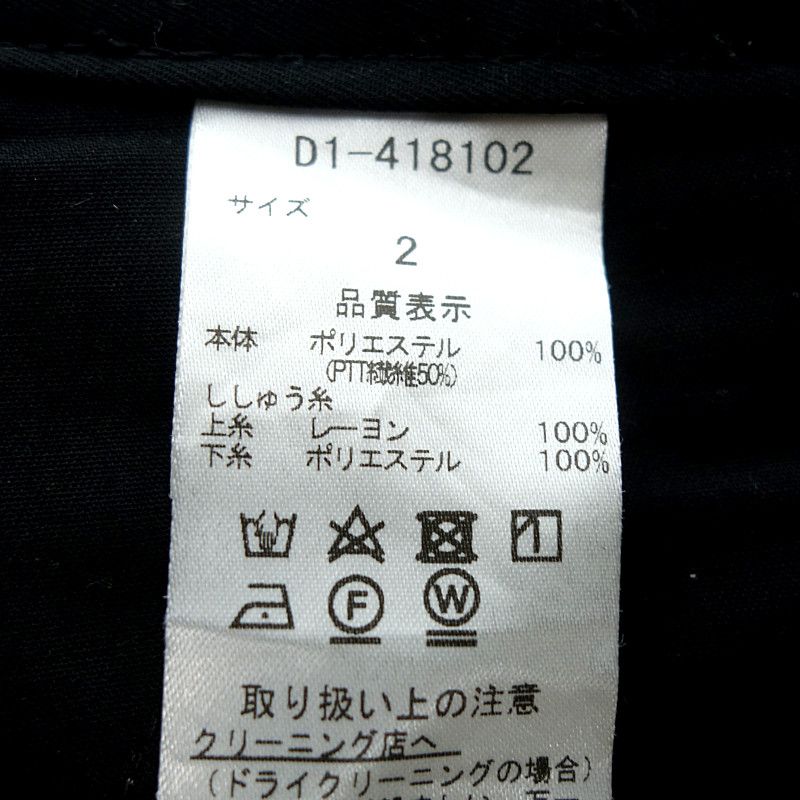 D1-418102
サイズ
2
品質表示
本体 ポリエステル 100%
(PTT繊維50%)
ししゅう糸
上糸 レーヨン 100%
下糸 ポリエステル 100%
F W
取り扱い上の注意
クリーニング店へ
(ドライクリーニングの場合)